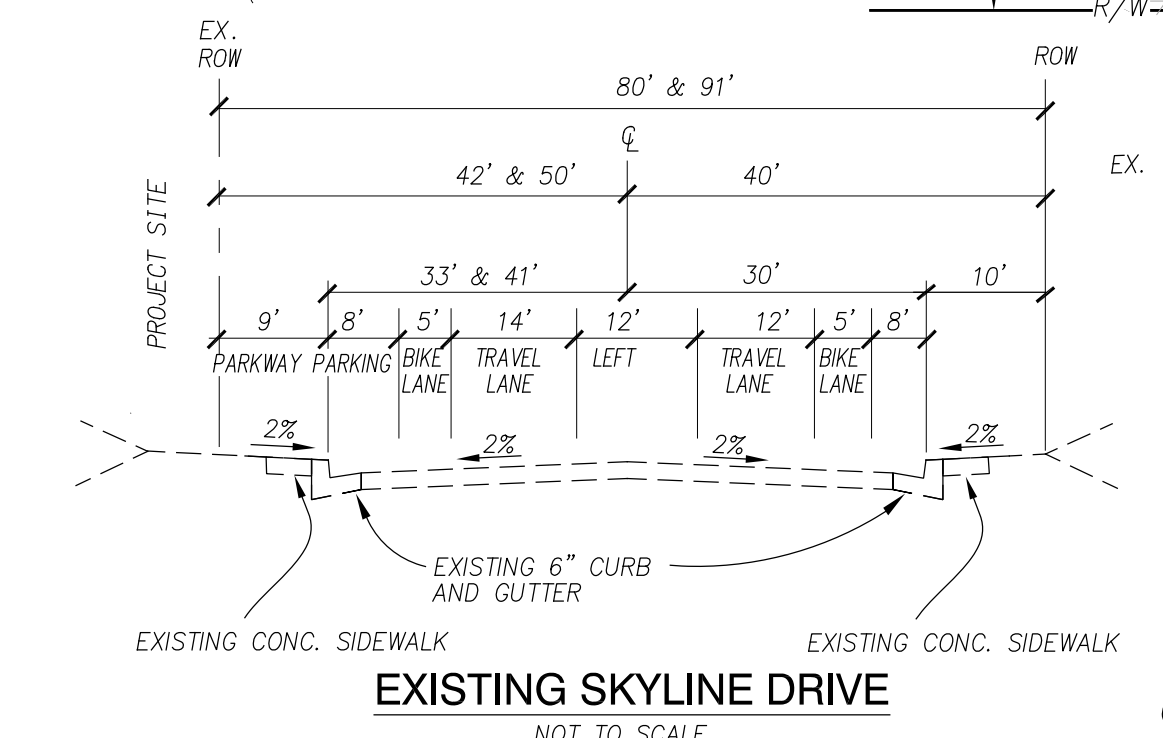 R/W
EX.
ROW
ROW
80' & 91'
℄
EX.
42' & 50'
40'
PROJECT SITE
33' & 41'
30'
10'
9'
8'
5'
14'
12'
12'
5'
8'
PARKWAY
PARKING
BIKE
LANE
TRAVEL
LANE
LEFT
TRAVEL
LANE
BIKE
LANE
2%
2%
2%
2%
EXISTING 6" CURB
AND GUTTER
EXISTING CONC. SIDEWALK
EXISTING CONC. SIDEWALK
EXISTING SKYLINE DRIVE
NOT TO SCALE